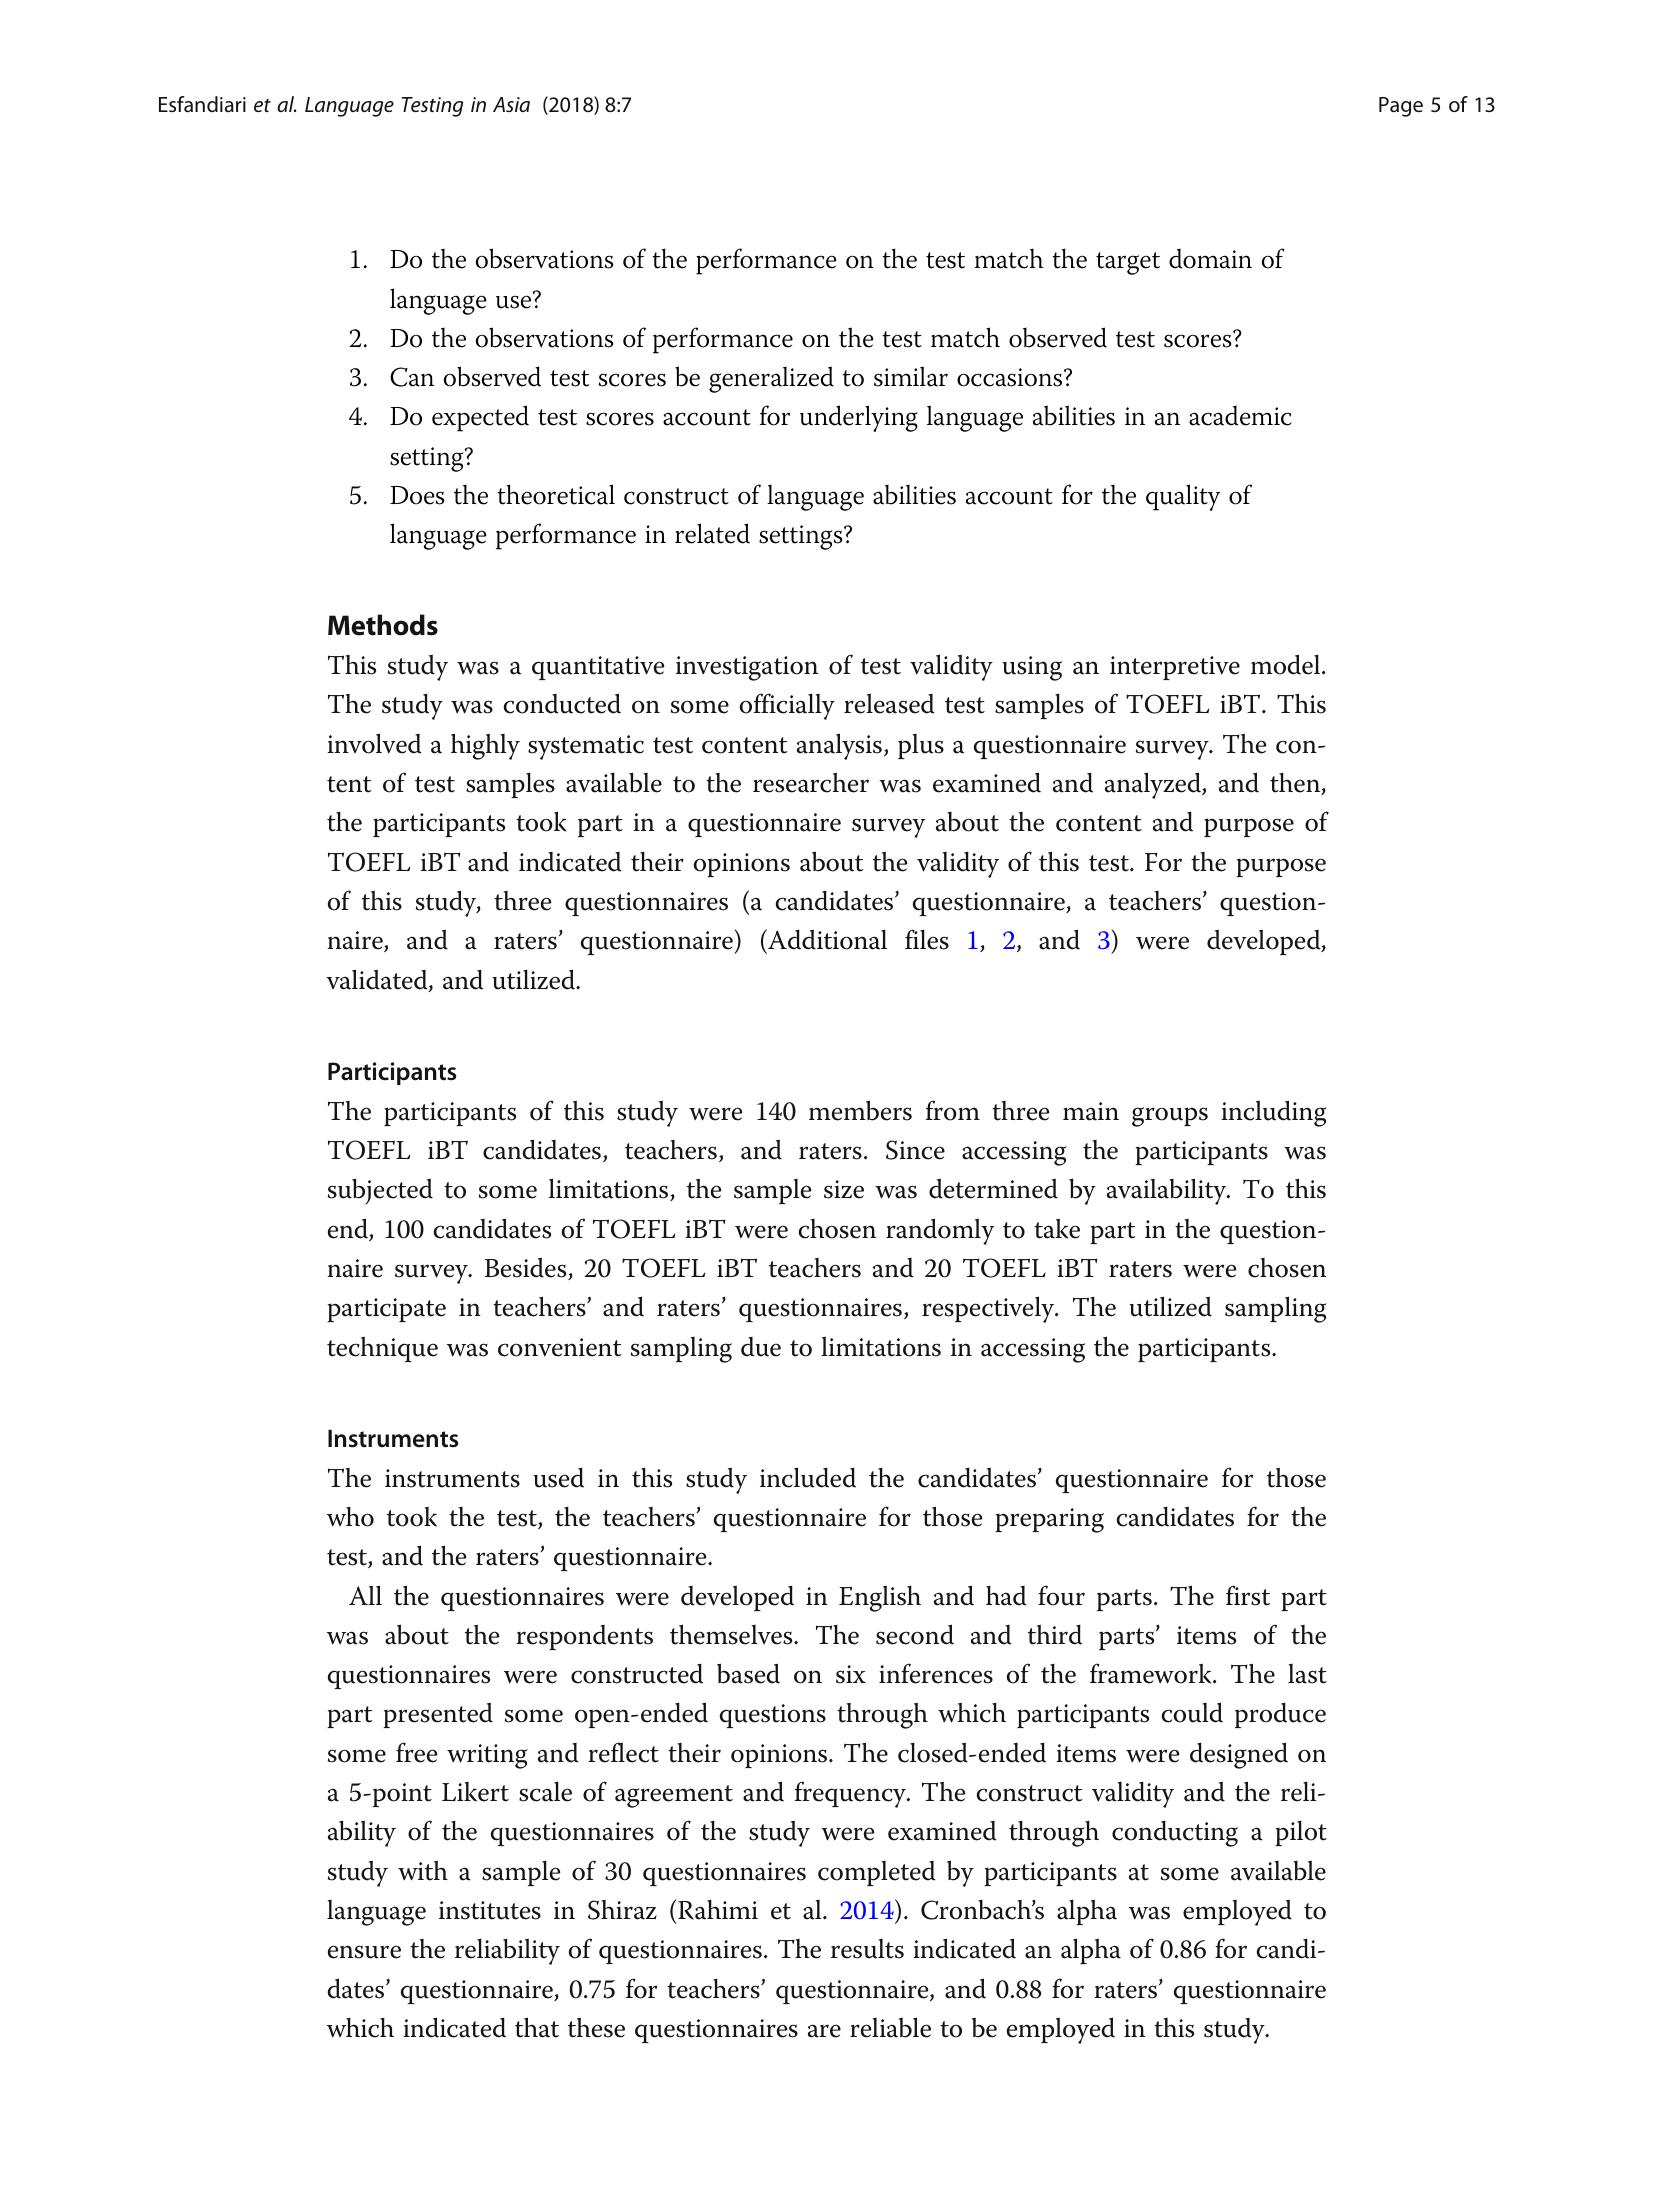 Esfandiari et al. Language Testing in Asia (2018) 8:7
Page 5 of 13
1. Do the observations of the performance on the test match the target domain of
language use?
2. Do the observations of performance on the test match observed test scores?
3. Can observed test scores be generalized to similar occasions?
4. Do expected test scores account for underlying language abilities in an academic
setting?
5. Does the theoretical construct of language abilities account for the quality of
language performance in related settings?
Methods
This study was a quantitative investigation of test validity using an interpretive model.
The study was conducted on some officially released test samples of TOEFL iBT. This
involved a highly systematic test content analysis, plus a questionnaire survey. The con-
tent of test samples available to the researcher was examined and analyzed, and then,
the participants took part in a questionnaire survey about the content and purpose of
TOEFL iBT and indicated their opinions about the validity of this test. For the purpose
of this study, three questionnaires (a candidates’ questionnaire, a teachers’ question-
naire, and a raters’ questionnaire) (Additional files 1, 2, and 3) were developed,
validated, and utilized.
Participants
The participants of this study were 140 members from three main groups including
TOEFL iBT candidates, teachers, and raters. Since accessing the participants was
subjected to some limitations, the sample size was determined by availability. To this
end, 100 candidates of TOEFL iBT were chosen randomly to take part in the question-
naire survey. Besides, 20 TOEFL iBT teachers and 20 TOEFL iBT raters were chosen
participate in teachers’ and raters’ questionnaires, respectively. The utilized sampling
technique was convenient sampling due to limitations in accessing the participants.
Instruments
The instruments used in this study included the candidates’ questionnaire for those
who took the test, the teachers’ questionnaire for those preparing candidates for the
test, and the raters’ questionnaire.
All the questionnaires were developed in English and had four parts. The first part
was about the respondents themselves. The second and third parts’ items of the
questionnaires were constructed based on six inferences of the framework. The last
part presented some open-ended questions through which participants could produce
some free writing and reflect their opinions. The closed-ended items were designed on
a 5-point Likert scale of agreement and frequency. The construct validity and the reli-
ability of the questionnaires of the study were examined through conducting a pilot
study with a sample of 30 questionnaires completed by participants at some available
language institutes in Shiraz (Rahimi et al. 2014). Cronbach’s alpha was employed to
ensure the reliability of questionnaires. The results indicated an alpha of 0.86 for candi-
dates’ questionnaire, 0.75 for teachers’ questionnaire, and 0.88 for raters’ questionnaire
which indicated that these questionnaires are reliable to be employed in this study.